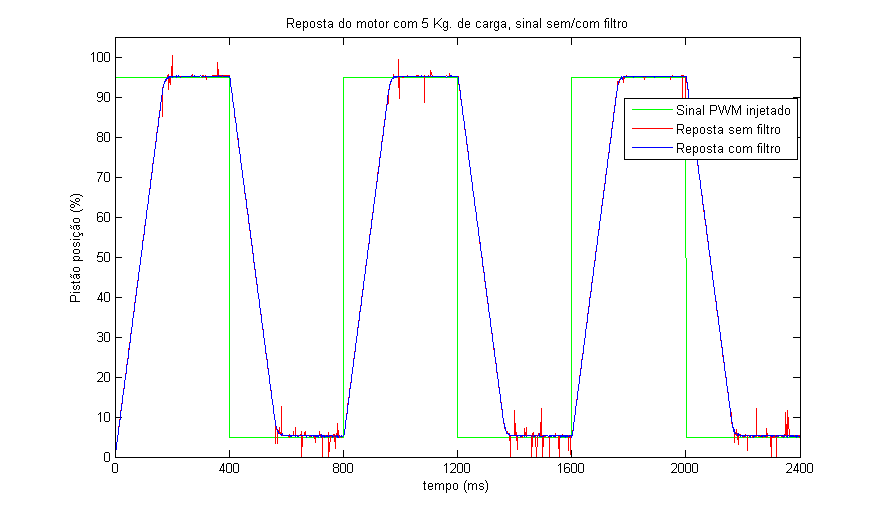 Reposta do motor com 5 Kg. de carga, sinal sem/com filtro
100
90
80
70
60
50
40
30
20
10
0
Pistão posição (%)
Sinal PWM injetado
Reposta sem filtro
Reposta com filtro
0 400 800 1200 1600 2000 2400
tempo (ms)